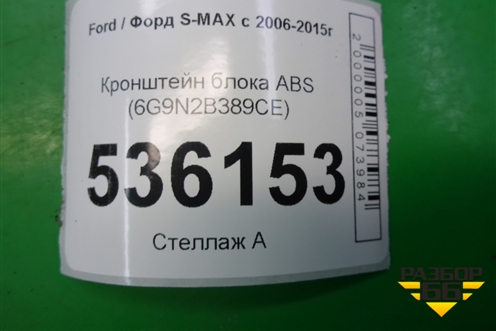 Ford / Форд S-MAX с 2006-2015г
Кронштейн блока ABS
(6G9N2B389CE)
536153
Стеллаж А
2000005073984
РАЗБОР
66